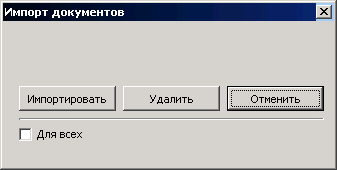 Импорт документов
Импортировать Удалить Отменить
Для всех